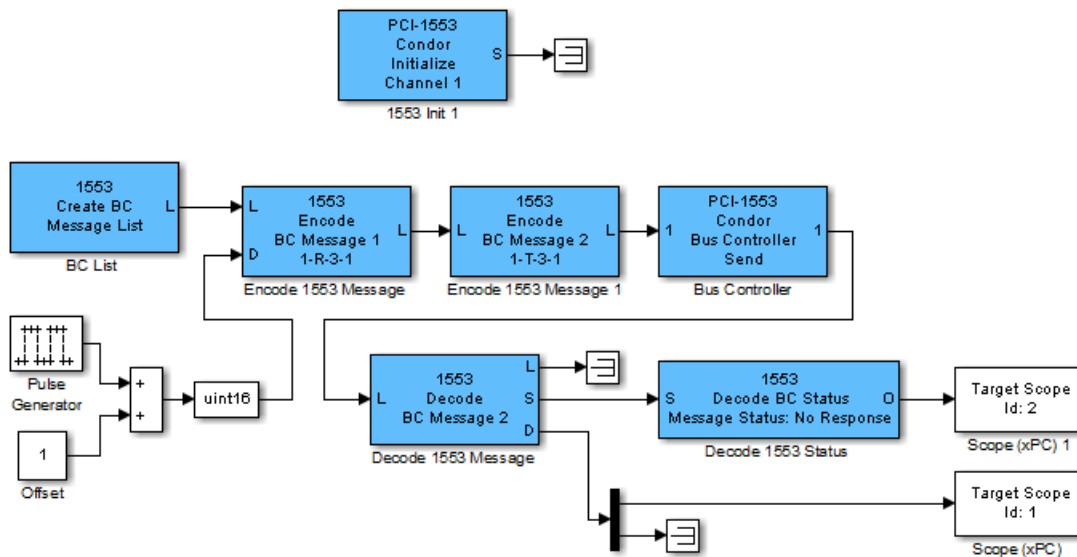 PCI-1553
Condor
Initialize
Channel 1
S
1553 Init 1
1553
Create BC
Message List
L
BC List
L
D
1553
Encode
BC Message 1
1-R-3-1
L
Encode 1553 Message
L
1553
Encode
BC Message 2
1-T-3-1
L
Encode 1553 Message 1
1
PCI-1553
Condor
Bus Controller
Send
1
Bus Controller
Pulse
Generator
+
+
uint16
1
Offset
L
1553
Decode
BC Message 2
L
S
D
Decode 1553 Message
S
1553
Decode BC Status
Message Status: No Response
O
Decode 1553 Status
Target Scope
Id: 2
Scope (xPC) 1
Target Scope
Id: 1
Scope (xPC)